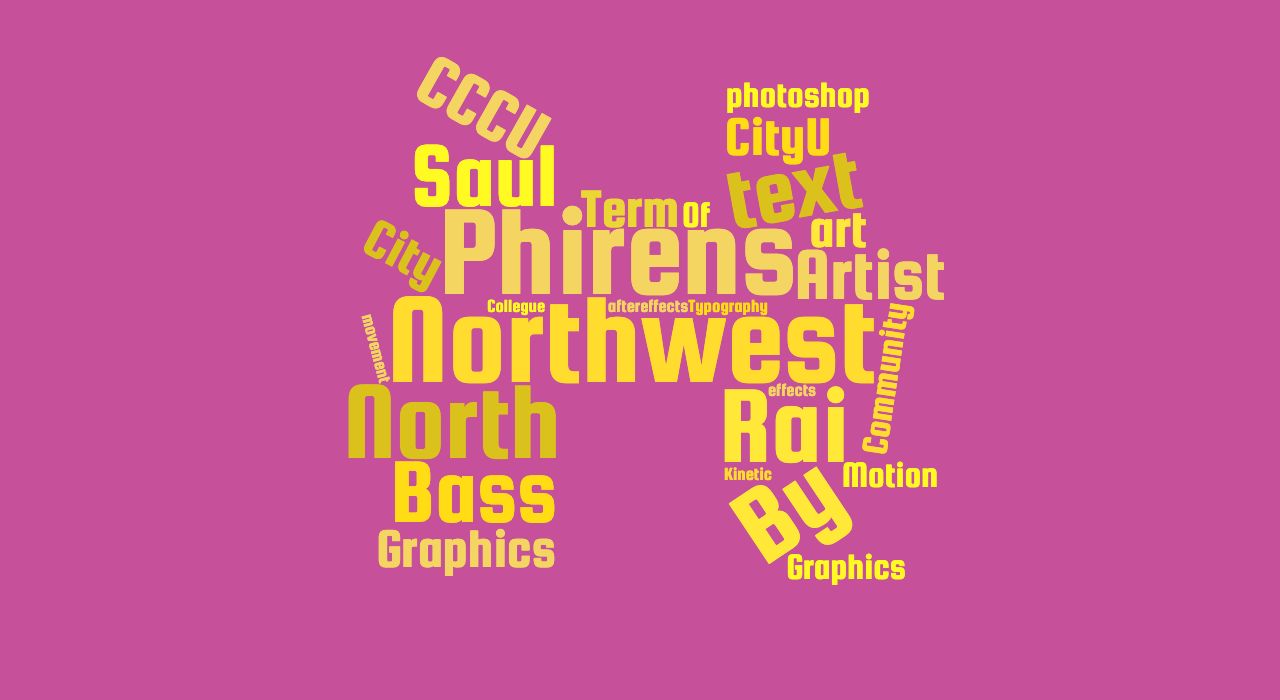 CCCU
photoshop
CityU
Saul
text
Term Of
art
City
Phirens
Artist
Collegue
aftereffects
Typography
movement
Northwest
Community
North
effects
Rai
Bass
Kinetic
Motion
By
Graphics
Graphics